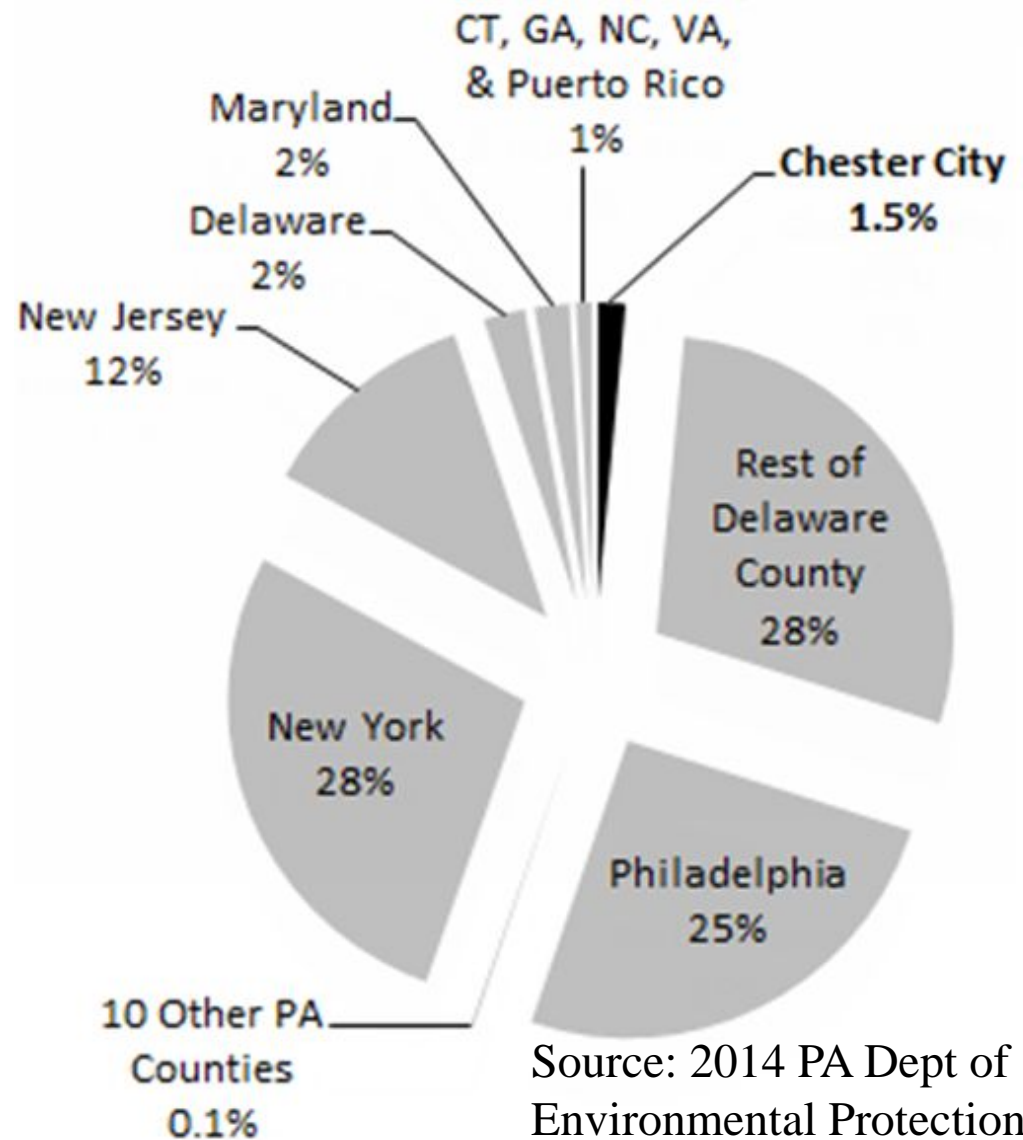 CT, GA, NC, VA,
& Puerto Rico
1%
Maryland
2%
Chester City
1.5%
Delaware
2%
New Jersey
12%
Rest of
Delaware
County
28%
New York
28%
Philadelphia
25%
10 Other PA
Counties
0.1%
Source: 2014 PA Dept of
Environmental Protection